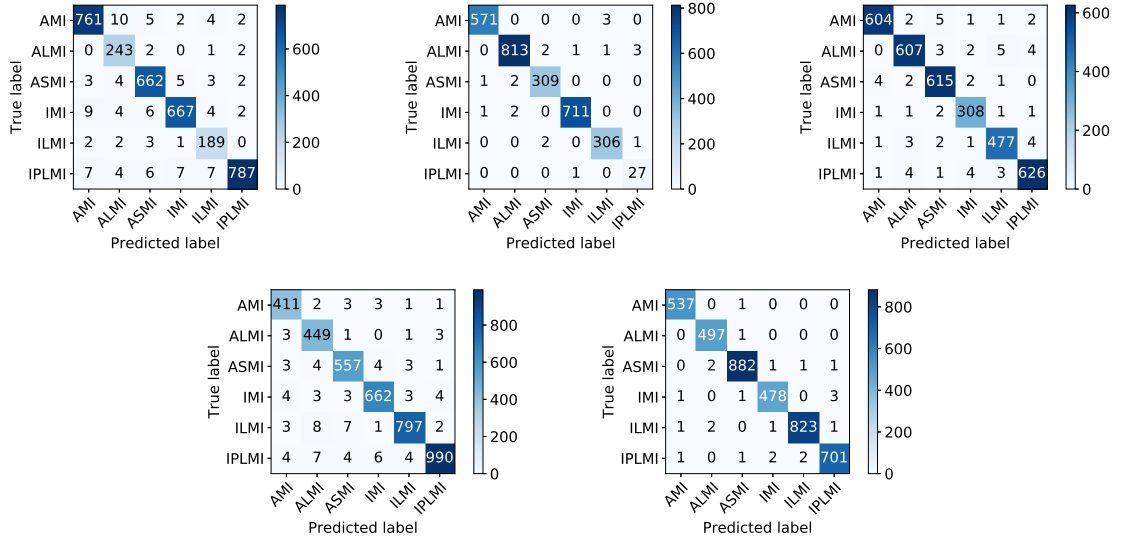 AMI 761 10 5 2 4 2
ALMI 0 243 2 0 1 2
ASMI 3 4 662 5 3 2
IMI 9 4 6 667 4 2
ILMI 2 2 3 1 189 0
IPLMI 7 4 6 7 7 787
AMI ALMI ASMI IMI ILMI IPLMI
Predicted label
True label
600
400
200
0
AMI 571 0 0 0 3 0
ALMI 0 813 2 1 1 3
ASMI 1 2 309 0 0 0
IMI 1 2 0 711 0 0
ILMI 0 0 2 0 306 1
IPLMI 0 0 0 1 0 27
AMI ALMI ASMI IMI ILMI IPLMI
Predicted label
True label
800
600
400
200
0
AMI 604 2 5 1 1 2
ALMI 0 607 3 2 5 4
ASMI 4 2 615 2 1 0
IMI 1 1 2 308 1 1
ILMI 1 3 2 1 477 4
IPLMI 1 4 1 4 3 626
AMI ALMI ASMI IMI ILMI IPLMI
Predicted label
True label
600
400
200
0
AMI 411 2 3 3 1 1
ALMI 3 449 1 0 1 3
ASMI 3 4 557 4 3 1
IMI 4 3 3 662 3 4
ILMI 3 8 7 1 797 2
IPLMI 4 7 4 6 4 990
AMI ALMI ASMI IMI ILMI IPLMI
Predicted label
True label
800
600
400
200
0
AMI 537 0 1 0 0 0
ALMI 0 497 1 0 0 0
ASMI 0 2 882 1 1 1
IMI 1 0 1 478 0 3
ILMI 1 2 0 1 823 1
IPLMI 1 0 1 2 2 701
AMI ALMI ASMI IMI ILMI IPLMI
Predicted label
True label
800
600
400
200
0